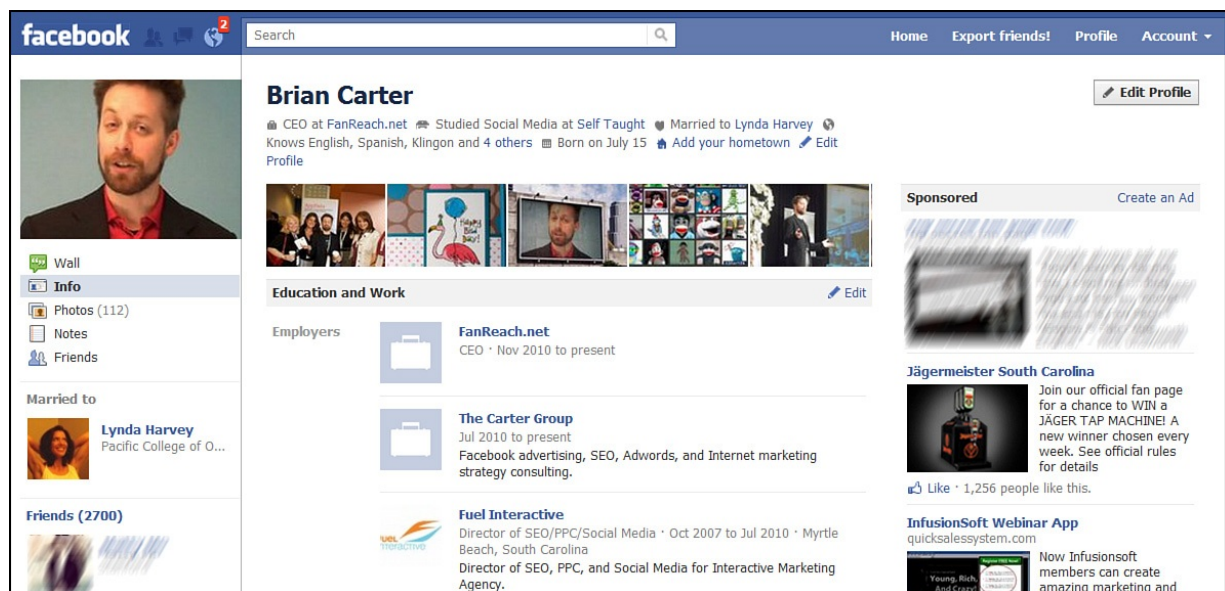 facebook
2
Search
Home Export friends! Profile Account
Brian Carter
Edit Profile
CEO at FanReach.net Studied Social Media at Self Taught Married to Lynda Harvey
Knows English, Spanish, Klingon and 4 others Born on July 15 Add your hometown Edit
Profile
Wall
Info
Photos (112)
Notes
Friends
Married to
Lynda Harvey
Pacific College of O...
Friends (2700)
Education and Work
Edit
Employers
FanReach.net
CEO · Nov 2010 to present
The Carter Group
Jul 2010 to present
Facebook advertising, SEO, Adwords, and Internet marketing
strategy consulting.
Fuel Interactive
Director of SEO/PPC/Social Media · Oct 2007 to Jul 2010 · Myrtle
Beach, South Carolina
Director of SEO, PPC, and Social Media for Interactive Marketing
Agency.
Sponsored Create an Ad
Jägermeister South Carolina
Join our official fan page
for a chance to WIN a
JÄGER TAP MACHINE! A
new winner chosen every
week. See official rules
for details
Like · 1,256 people like this.
InfusionSoft Webinar App
quicksalessystem.com
Young, Rich,
And Crazy!
Now Infusionsoft
members can create
amazing marketing and